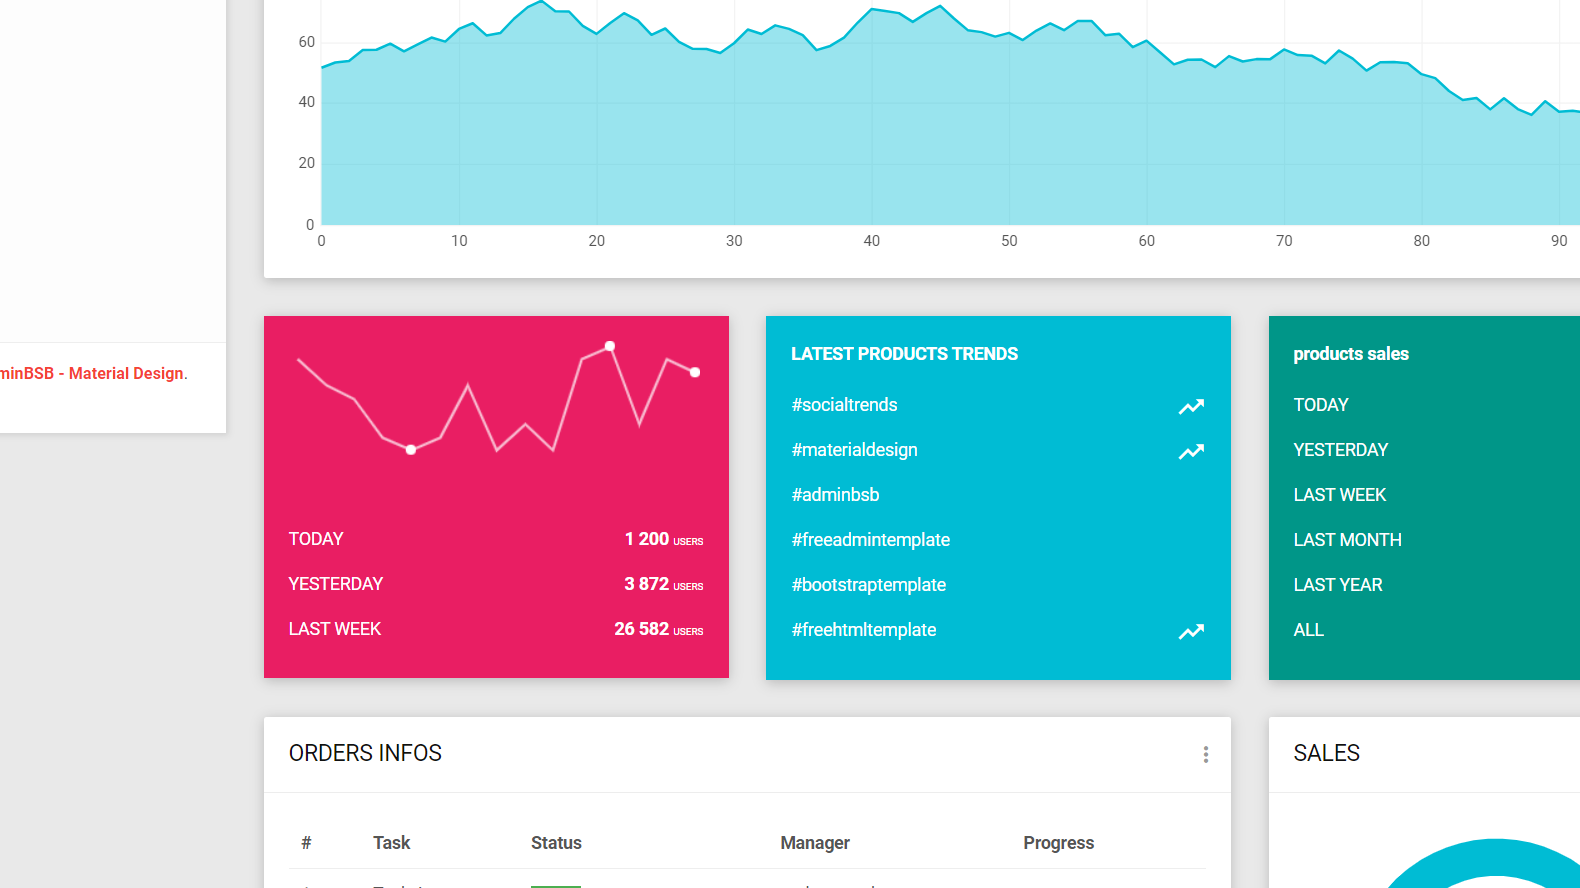 60
40
20
0
0 10 20 30 40 50 60 70 80 90
minBSB - Material Design.
TODAY 1 200 USERS
YESTERDAY 3 872 USERS
LAST WEEK 26 582 USERS
LATEST PRODUCTS TRENDS
#socialtrends
#materialdesign
#adminbsb
#freeadmintemplate
#bootstraptemplate
#freehtmltemplate
products sales
TODAY
YESTERDAY
LAST WEEK
LAST MONTH
LAST YEAR
ALL
ORDERS INFOS
# Task Status Manager Progress
SALES